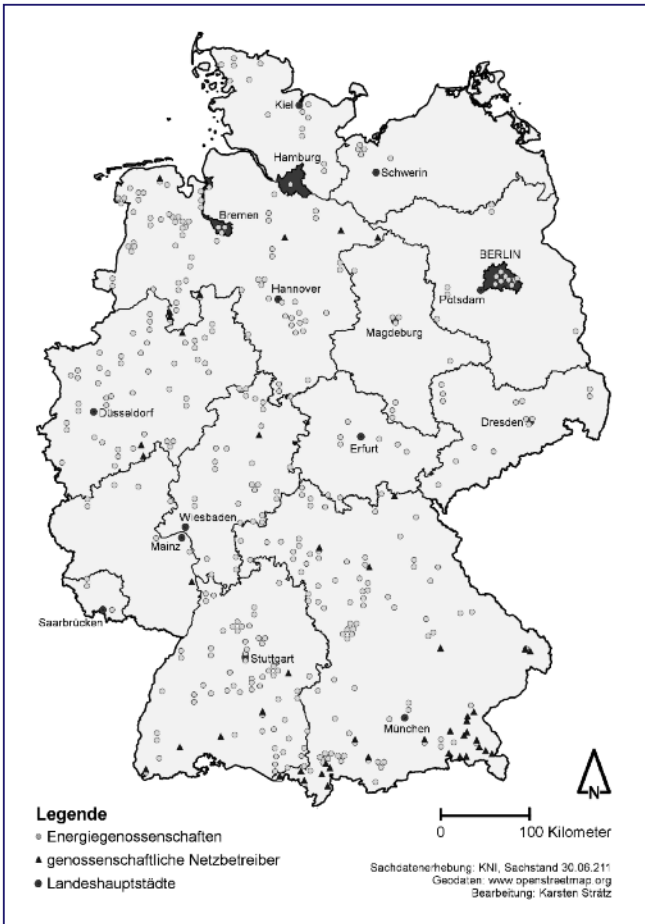 Kiel
Hamburg
Schwerin
Bremen
BERLIN
Hannover
Potsdam
Magdeburg
Düsseldorf
Dresden
Erfurt
Wiesbaden
Mainz
Saarbrücken
Stuttgart
München
N
Legende
Energiegenossenschaften
genossenschaftliche Netzbetreiber
Landeshauptstädte
0 100 Kilometer
Sachdatenerhebung: KNI, Sachstand 30.06.211
Geodaten: www.openstreetmap.org
Bearbeitung: Karsten Strätz